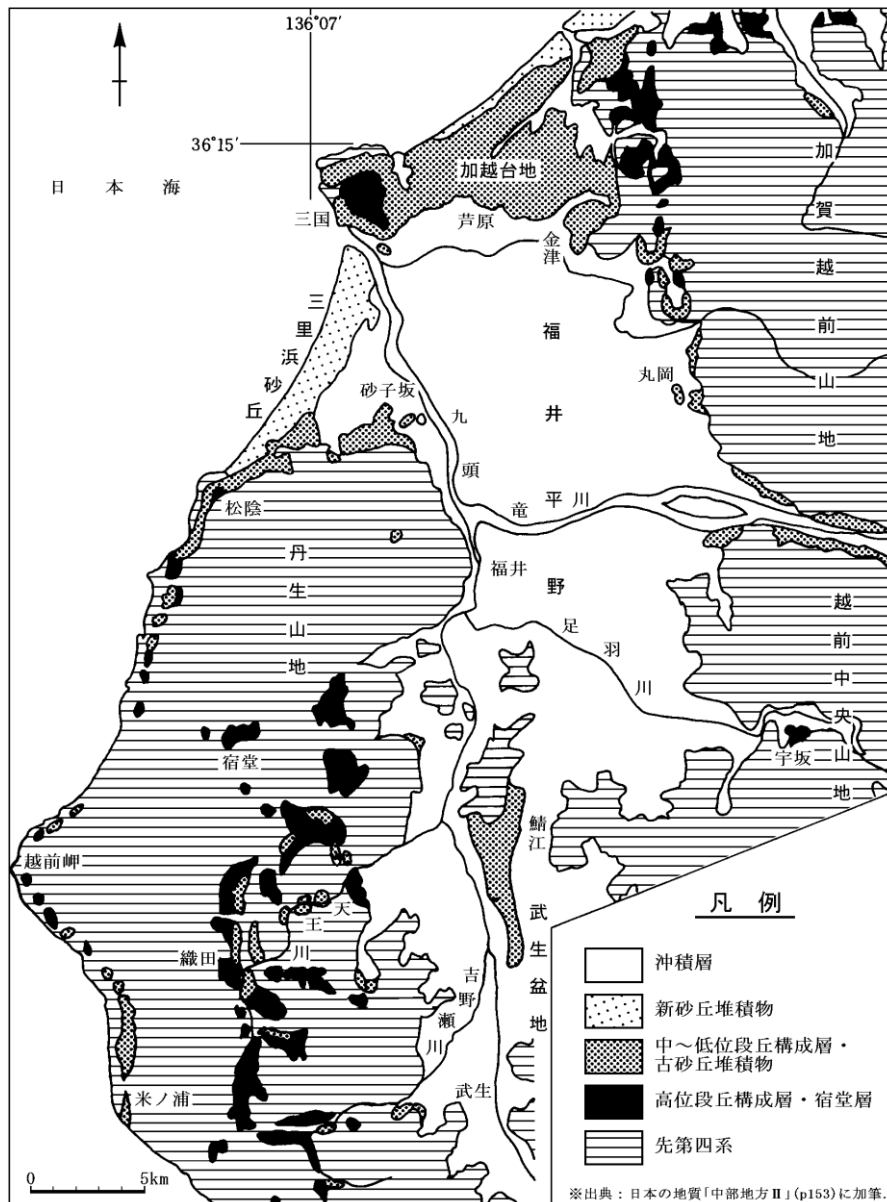 136°07′
36°15′
日本海
加越台地
三国
芦原
金津
加賀越前山地
三里浜砂丘
福井平野
丸岡
砂子坂
九頭竜川
松陰
丹生山地
福井
足羽川
越前中央山地
宿堂
宇坂
鯖江
越前岬
武生盆地
天王川
織田
吉野瀬川
米ノ浦
武生
凡例
沖積層
新砂丘堆積物
中～低位段丘構成層・
古砂丘堆積物
高位段丘構成層・宿堂層
先第四系
0 5km
※出典：日本の地質「中部地方Ⅱ」(p153)に加筆.